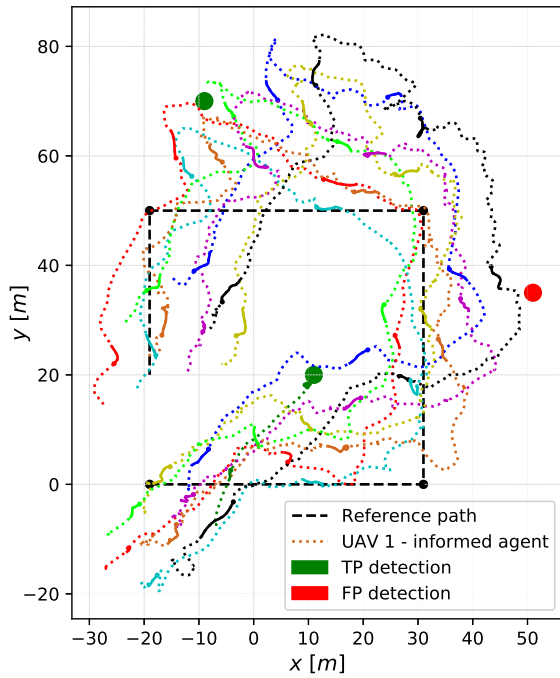 80
60
40
20
0
−20
y [m]
−30 −20 −10 0 10 20 30 40 50
x [m]
Reference path
UAV 1 - informed agent
TP detection
FP detection